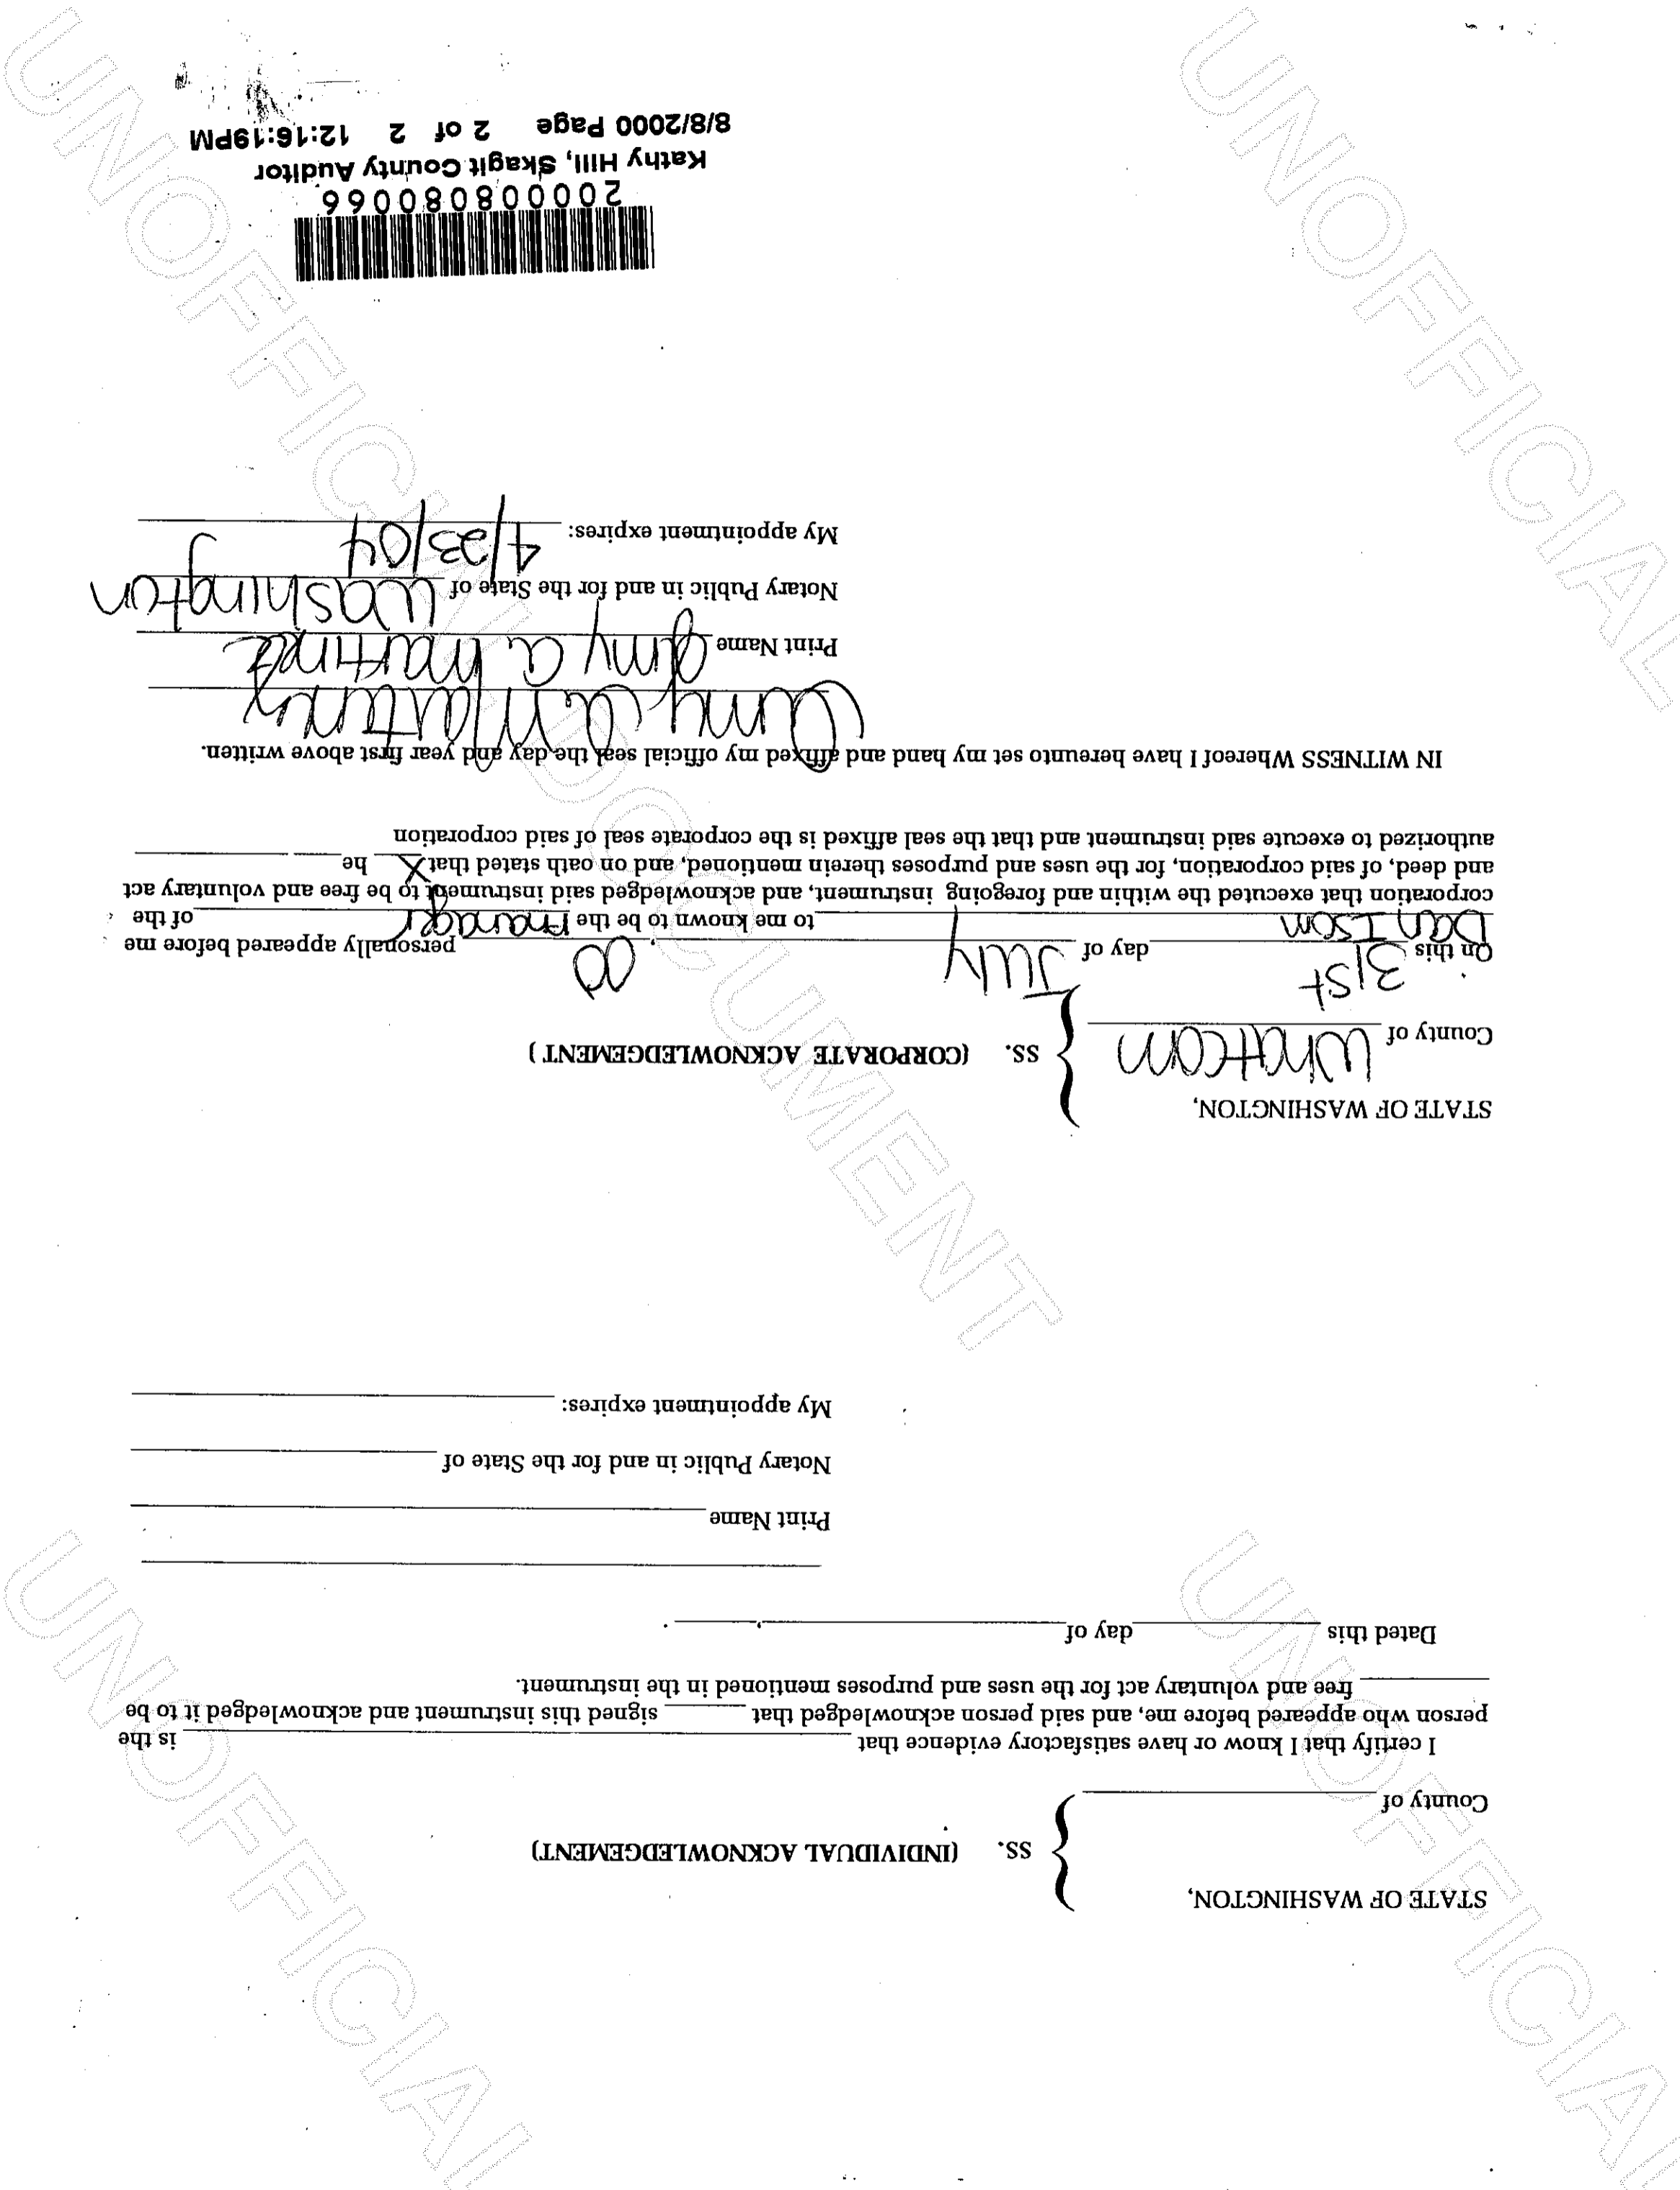 STATE OF WASHINGTON,
SS. (INDIVIDUAL ACKNOWLEDGEMENT)
County of
I certify that I know or have satisfactory evidence that is the
person who appeared before me, and said person acknowledged that signed this instrument and acknowledged it to be
free and voluntary act for the uses and purposes mentioned in the instrument.
Dated this day of , .
Print Name
Notary Public in and for the State of
My appointment expires:
STATE OF WASHINGTON,
SS. (CORPORATE ACKNOWLEDGEMENT )
County of Whatcom
On this 31st day of July , 00 personally appeared before me
Dan Isom to me known to be the Manager of the
corporation that executed the within and foregoing instrument, and acknowledged said instrument to be free and voluntary act
and deed, of said corporation, for the uses and purposes therein mentioned, and on oath stated that X he
authorized to execute said instrument and that the seal affixed is the corporate seal of said corporation
IN WITNESS Whereof I have hereunto set my hand and affixed my official seal the day and year first above written.
Amy A Martinez
Print Name Amy A Martinez
Notary Public in and for the State of Washington
My appointment expires: 4/23/04
200008080066
Kathy Hill, Skagit County Auditor
8/8/2000 Page 2 of 2 12:16:19PM
UNOFFICIAL DOCUMENT
UNOFFICIAL
UNOFFICIAL
UNOFFICIAL